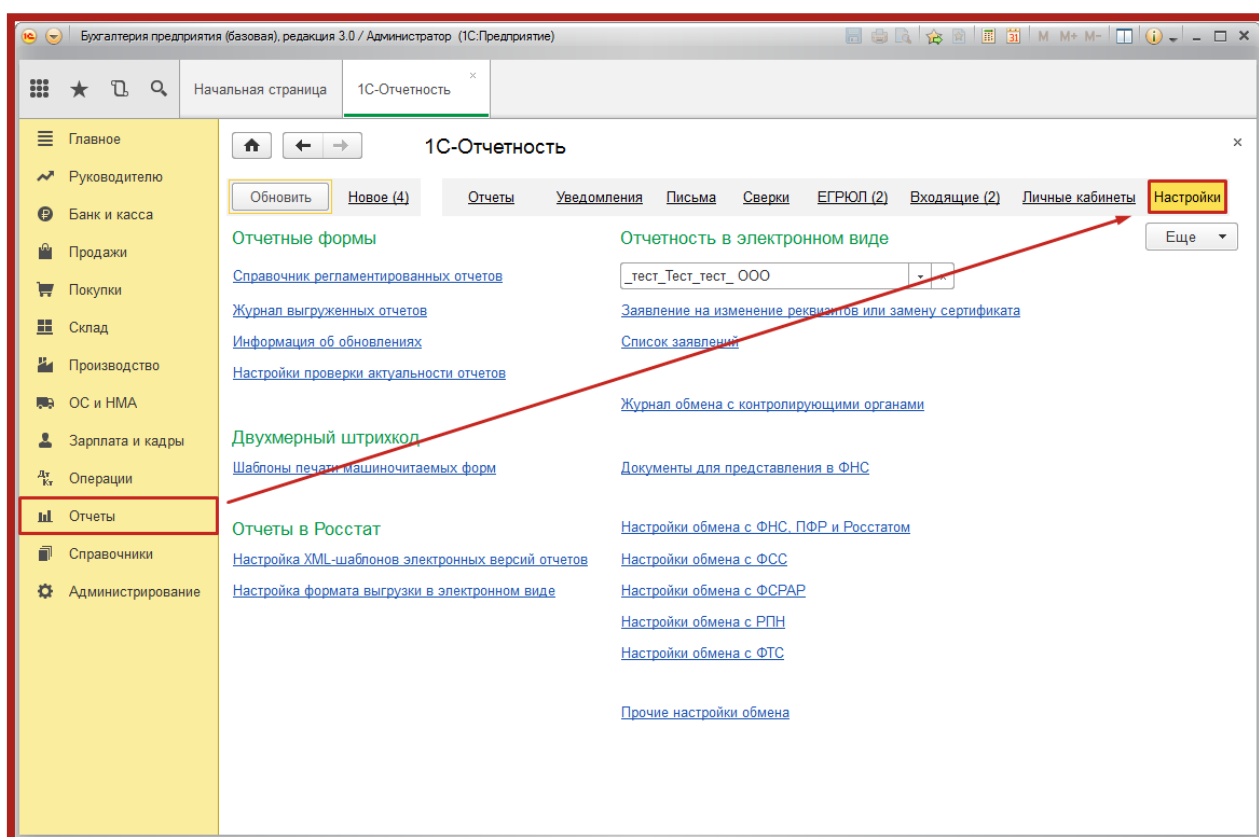 Бухгалтерия предприятия (базовая), редакция 3.0 / Администратор (1С:Предприятие)
M M+ M-
Начальная страница
1С-Отчетность
Главное
Руководителю
Банк и касса
Продажи
Покупки
Склад
Производство
ОС и НМА
Зарплата и кадры
Операции
Отчеты
Справочники
Администрирование
1С-Отчетность
Обновить Новое (4) Отчеты Уведомления Письма Сверки ЕГРЮЛ (2) Входящие (2) Личные кабинеты Настройки
Еще
Отчетные формы
Справочник регламентированных отчетов
Журнал выгруженных отчетов
Информация об обновлениях
Настройки проверки актуальности отчетов
Двухмерный штрихкод
Шаблоны печати машиночитаемых форм
Отчеты в Росстат
Настройка XML-шаблонов электронных версий отчетов
Настройка формата выгрузки в электронном виде
Отчетность в электронном виде
_тест_Тест_тест_ ООО
Заявление на изменение реквизитов или замену сертификата
Список заявлений
Журнал обмена с контролирующими органами
Документы для представления в ФНС
Настройки обмена с ФНС, ПФР и Росстатом
Настройки обмена с ФСС
Настройки обмена с ФСРАР
Настройки обмена с РПН
Настройки обмена с ФТС
Прочие настройки обмена